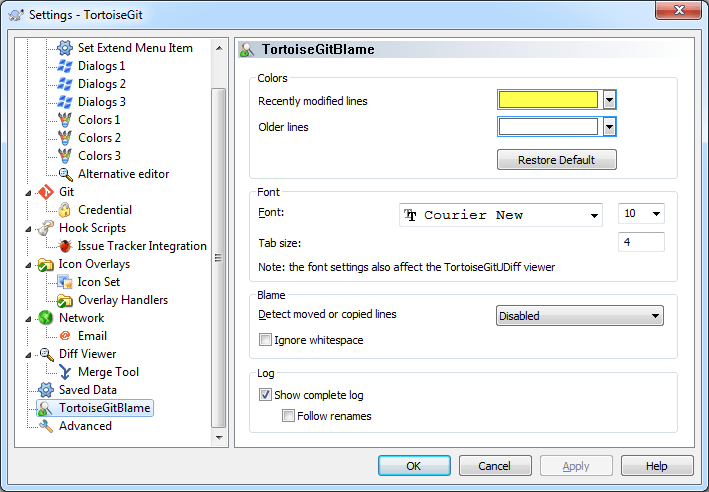 Settings - TortoiseGit
Set Extend Menu Item
Dialogs 1
Dialogs 2
Dialogs 3
Colors 1
Colors 2
Colors 3
Alternative editor
Git
Credential
Hook Scripts
Issue Tracker Integration
Icon Overlays
Icon Set
Overlay Handlers
Network
Email
Diff Viewer
Merge Tool
Saved Data
TortoiseGitBlame
Advanced
TortoiseGitBlame
Colors
Recently modified lines
Older lines
Restore Default
Font
Font: Courier New 10
Tab size: 4
Note: the font settings also affect the TortoiseGitUDiff viewer
Blame
Detect moved or copied lines Disabled
Ignore whitespace
Log
Show complete log
Follow renames
OK Cancel Apply Help